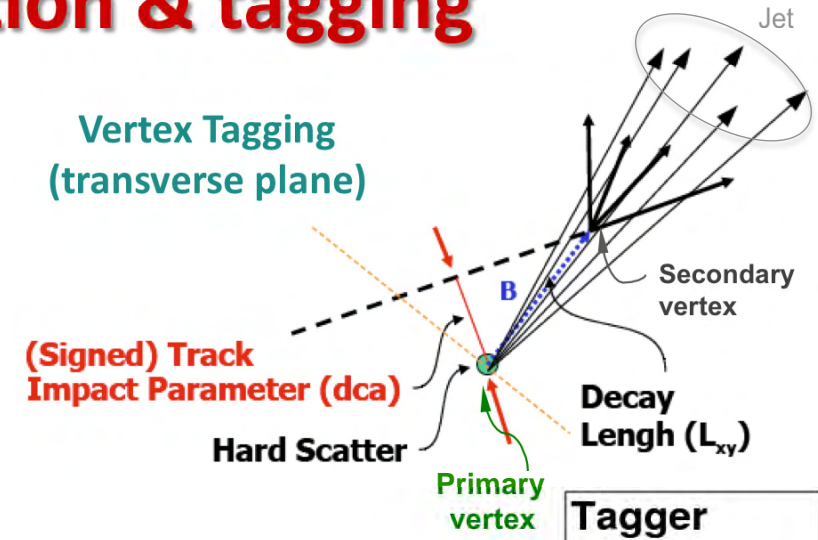 tion & tagging
Jet
Vertex Tagging
(transverse plane)
B
Secondary
vertex
(Signed) Track
Impact Parameter (dca)
Decay
Lengh (Lxy)
Hard Scatter
Primary
vertex
Tagger